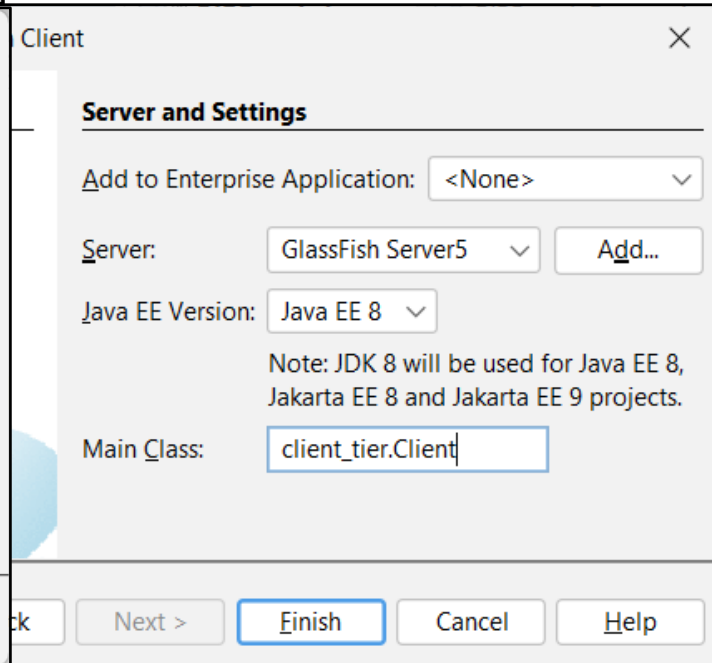 Client
Server and Settings
Add to Enterprise Application: <None>
Server: GlassFish Server5 Add...
Java EE Version: Java EE 8
Note: JDK 8 will be used for Java EE 8,
Jakarta EE 8 and Jakarta EE 9 projects.
Main Class: client_tier.Client
ck Next > Finish Cancel Help